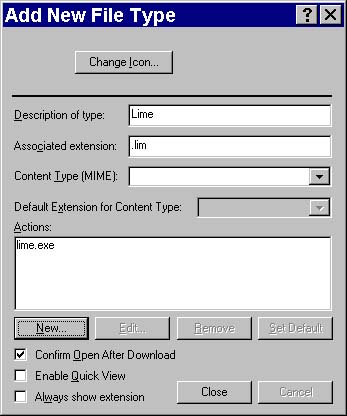 Add New File Type
Change Icon...
Description of type: Lime
Associated extension: .lim
Content Type (MIME):
Default Extension for Content Type:
Actions:
lime.exe
New... Edit... Remove Set Default
Confirm Open After Download
Enable Quick View
Always show extension
Close Cancel